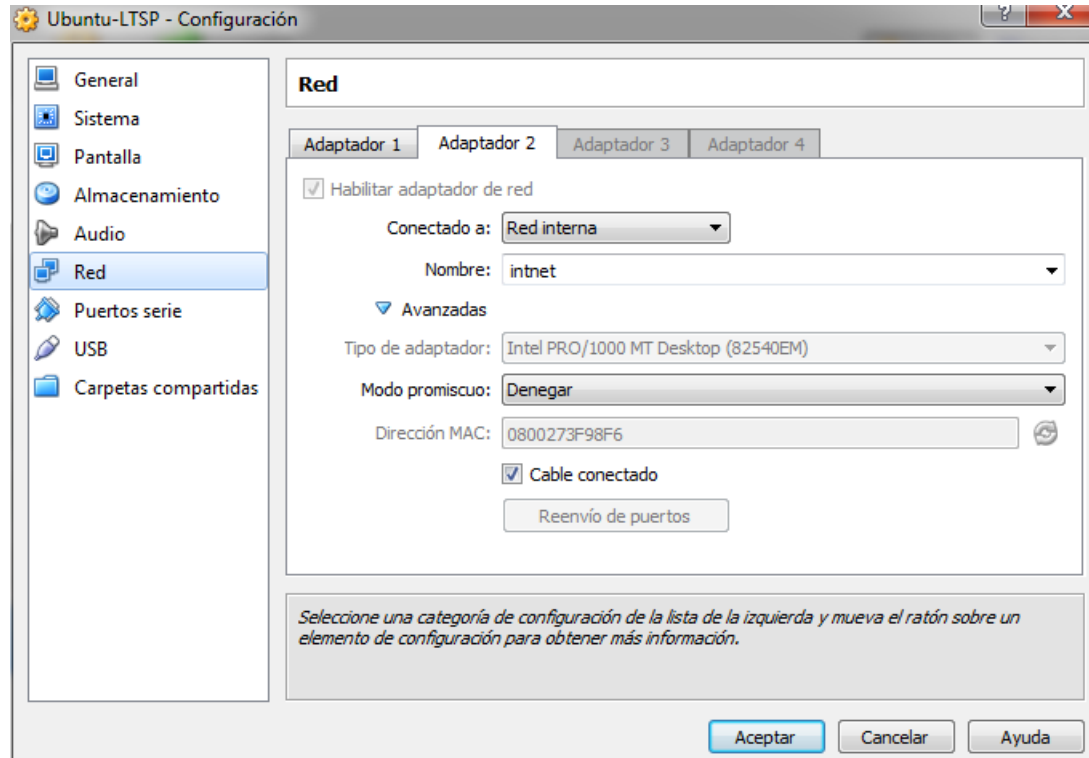 Ubuntu-LTSP - Configuración
General
Sistema
Pantalla
Almacenamiento
Audio
Red
Puertos serie
USB
Carpetas compartidas
Red
Adaptador 1 Adaptador 2 Adaptador 3 Adaptador 4
Habilitar adaptador de red
Conectado a: Red interna
Nombre: intnet
Avanzadas
Tipo de adaptador: Intel PRO/1000 MT Desktop (82540EM)
Modo promiscuo: Denegar
Dirección MAC: 0800273F98F6
Cable conectado
Reenvío de puertos
Seleccione una categoría de configuración de la lista de la izquierda y mueva el ratón sobre un
elemento de configuración para obtener más información.
Aceptar Cancelar Ayuda